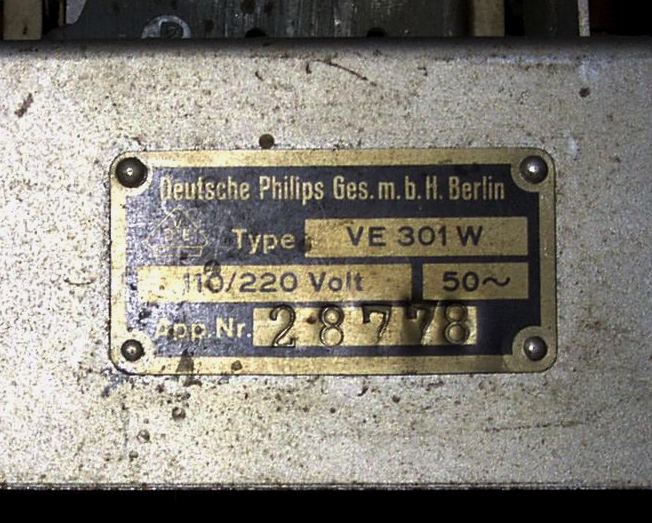 Deutsche Philips Ges. m. b. H. Berlin
Type VE 301 W
110/220 Volt 50~
App. Nr. 28778